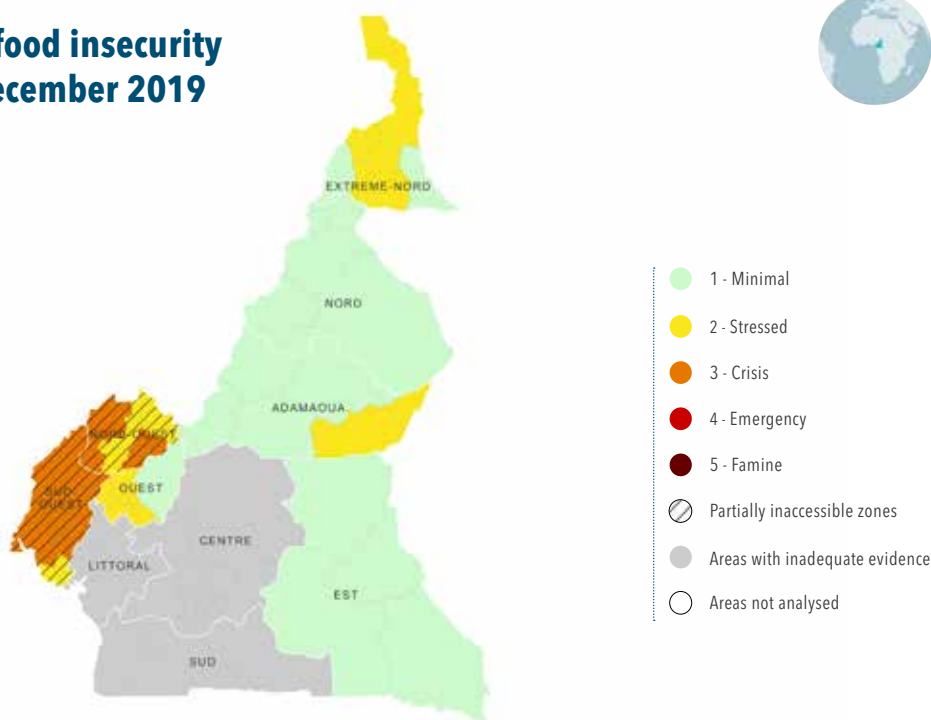 food insecurity
ecember 2019
EXTREME-NORD
NORD
ADAMAOUA
NORD-OUEST
SUD-
OUEST
OUEST
CENTRE
LITTORAL
EST
SUD
1 - Minimal
2 - Stressed
3 - Crisis
4 - Emergency
5 - Famine
Partially inaccessible zones
Areas with inadequate evidence
Areas not analysed